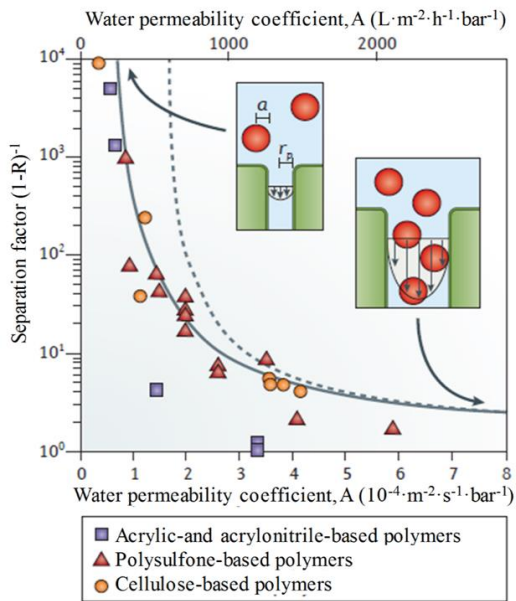 Water permeability coefficient, A (L·m⁻²·h⁻¹·bar⁻¹)
0 1000 2000
Separation factor (1-R)
10⁴
10³
10²
10¹
10⁰
a
rₚ
0 1 2 3 4 5 6 7 8
Water permeability coefficient, A (10⁻⁴·m⁻²·s⁻¹·bar⁻¹)
Acrylic-and acrylonitrile-based polymers
Polysulfone-based polymers
Cellulose-based polymers